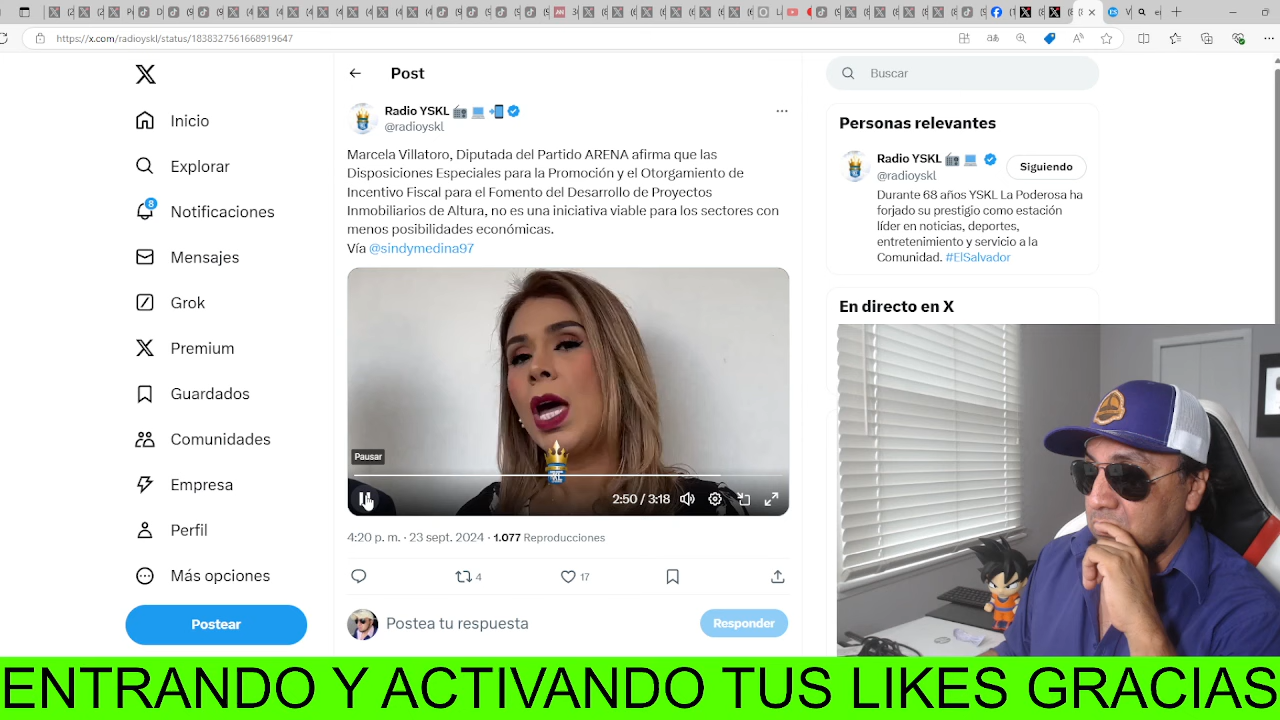 https://x.com/radioyskl/status/1838327561668919647
Post
Buscar
Inicio
Explorar
8
Notificaciones
Mensajes
Grok
Premium
Guardados
Comunidades
Empresa
Perfil
Más opciones
Postear
Radio YSKL
@radioyskl
Marcela Villatoro, Diputada del Partido ARENA afirma que las
Disposiciones Especiales para la Promoción y el Otorgamiento de
Incentivo Fiscal para el Fomento del Desarrollo de Proyectos
Inmobiliarios de Altura, no es una iniciativa viable para los sectores con
menos posibilidades económicas.
Vía @sindymedina97
Pausar
2:50 / 3:18
4:20 p. m. · 23 sept. 2024 · 1.077 Reproducciones
4
17
Postea tu respuesta
Responder
Personas relevantes
Radio YSKL
@radioyskl
Siguiendo
Durante 68 años YSKL La Poderosa ha
forjado su prestigio como estación
líder en noticias, deportes,
entretenimiento y servicio a la
Comunidad. #ElSalvador
En directo en X
ENTRANDO Y ACTIVANDO TUS LIKES GRACIAS